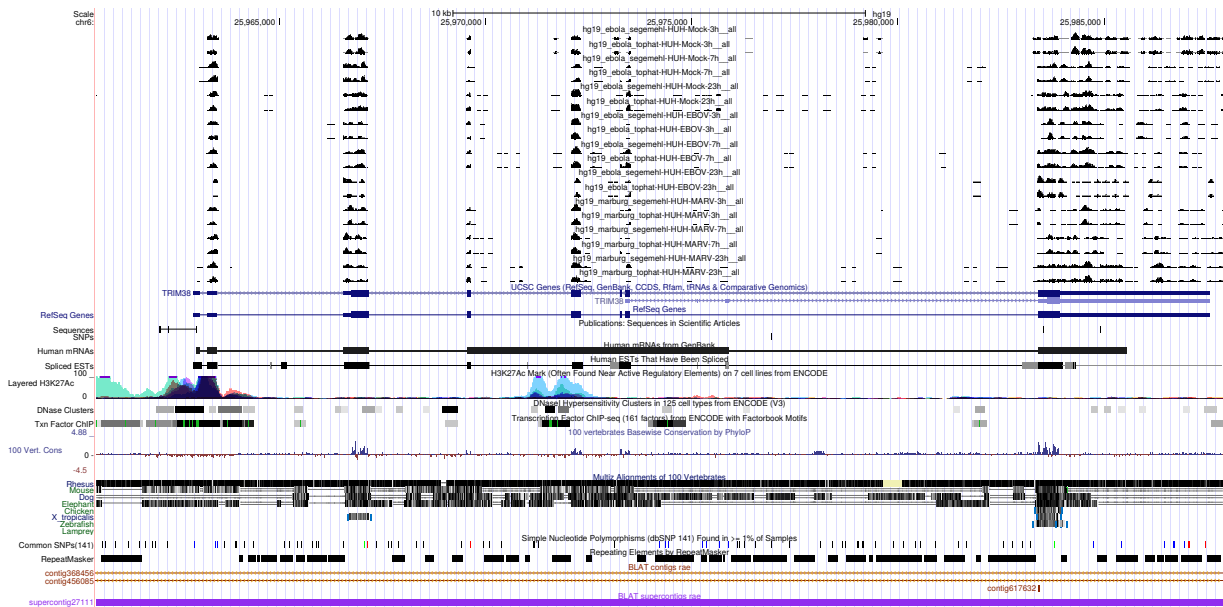 Scale 10 kb hg19
chr6: 25,965,000 25,970,000 25,975,000 25,980,000 25,985,000
hg19_ebola_segemehl-HUH-Mock-3h__all
hg19_ebola_tophat-HUH-Mock-3h__all
hg19_ebola_segemehl-HUH-Mock-7h__all
hg19_ebola_tophat-HUH-Mock-7h__all
hg19_ebola_segemehl-HUH-Mock-23h__all
hg19_ebola_tophat-HUH-Mock-23h__all
hg19_ebola_segemehl-HUH-EBOV-3h__all
hg19_ebola_tophat-HUH-EBOV-3h__all
hg19_ebola_segemehl-HUH-EBOV-7h__all
hg19_ebola_tophat-HUH-EBOV-7h__all
hg19_ebola_segemehl-HUH-EBOV-23h__all
hg19_ebola_tophat-HUH-EBOV-23h__all
hg19_marburg_segemehl-HUH-MARV-3h__all
hg19_marburg_tophat-HUH-MARV-3h__all
hg19_marburg_segemehl-HUH-MARV-7h__all
hg19_marburg_tophat-HUH-MARV-7h__all
hg19_marburg_segemehl-HUH-MARV-23h__all
hg19_marburg_tophat-HUH-MARV-23h__all
UCSC Genes (RefSeq, GenBank, CCDS, Rfam, tRNAs & Comparative Genomics)
TRIM38
TRIM38
RefSeq Genes
RefSeq Genes
Publications: Sequences in Scientific Articles
Sequences
SNPs
Human mRNAs from GenBank
Human mRNAs
Human ESTs That Have Been Spliced
Spliced ESTs
H3K27Ac Mark (Often Found Near Active Regulatory Elements) on 7 cell lines from ENCODE
100
Layered H3K27Ac
0
DNaseI Hypersensitivity Clusters in 125 cell types from ENCODE (V3)
DNase Clusters
Transcription Factor ChIP-seq (161 factors) from ENCODE with Factorbook Motifs
Txn Factor ChIP
100 vertebrates Basewise Conservation by PhyloP
4.88
100 Vert. Cons
0
-4.5
Multiz Alignments of 100 Vertebrates
Rhesus
Mouse
Dog
Elephant
Chicken
X_tropicalis
Zebrafish
Lamprey
Simple Nucleotide Polymorphisms (dbSNP 141) Found in >= 1% of Samples
Common SNPs(141)
Repeating Elements by RepeatMasker
RepeatMasker
BLAT contigs rae
contig368456
contig456085
contig617632
BLAT supercontigs rae
supercontig27111